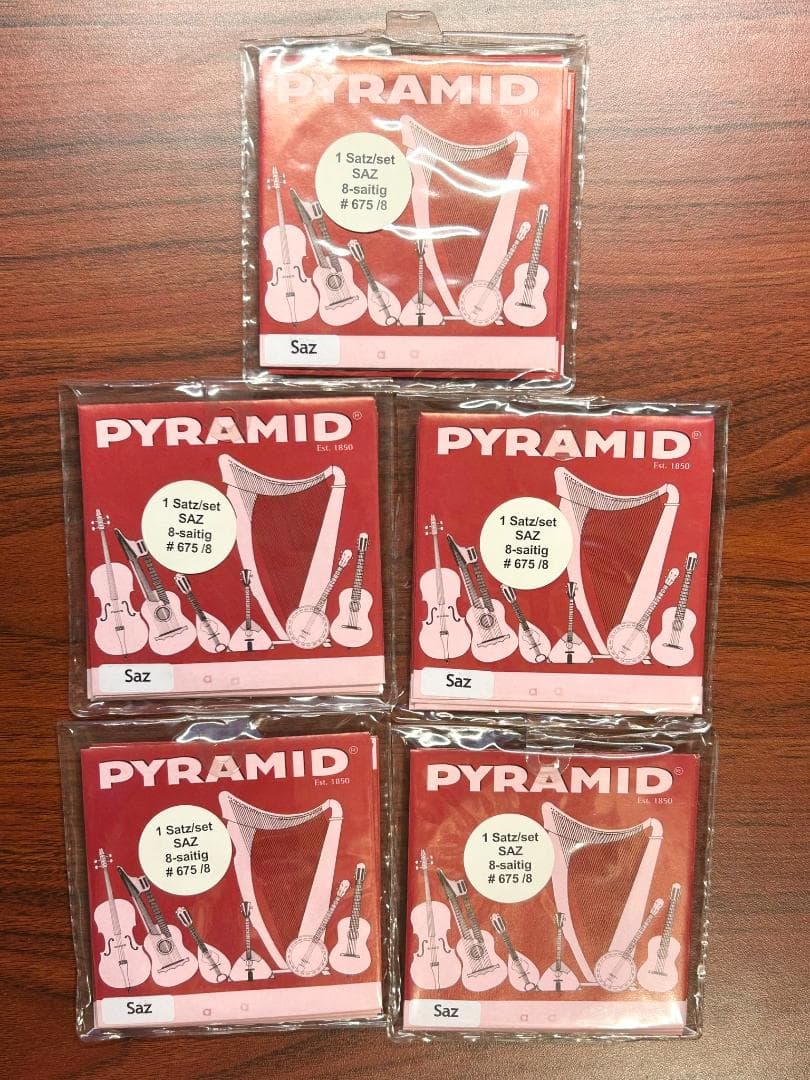 PYRAMID
Est. 1850
1 Satz/set
SAZ
8-saitig
# 675 /8
Saz
a a
PYRAMID®
Est. 1850
1 Satz/set
SAZ
8-saitig
# 675 /8
Saz
a a
PYRAMID®
Est. 1850
1 Satz/set
SAZ
8-saitig
# 675 /8
Saz
a a
PYRAMID®
Est. 1850
1 Satz/set
SAZ
8-saitig
# 675 /8
Saz
a a
PYRAMID®
Est. 1850
1 Satz/set
SAZ
8-saitig
# 675 /8
Saz
a a